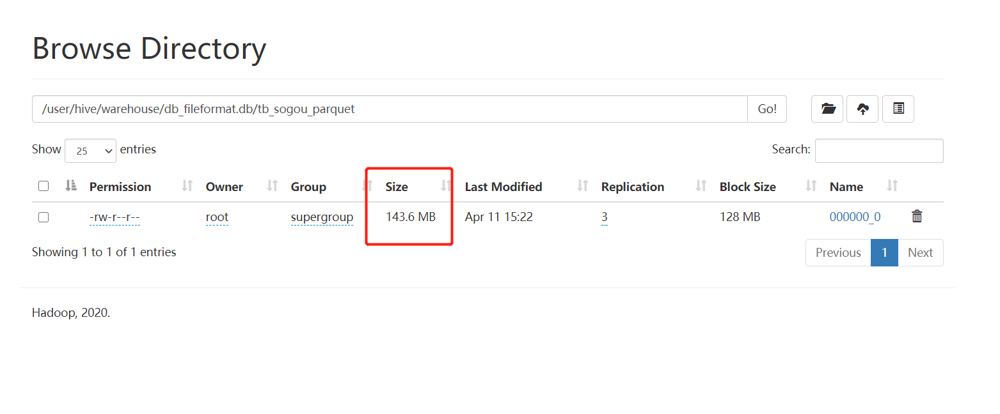 Browse Directory
/user/hive/warehouse/db_fileformat.db/tb_sogou_parquet Go!
Show 25 entries Search:
Permission Owner Group Size Last Modified Replication Block Size Name
-rw-r--r-- root supergroup 143.6 MB Apr 11 15:22 3 128 MB 000000_0
Showing 1 to 1 of 1 entries Previous 1 Next
Hadoop, 2020.